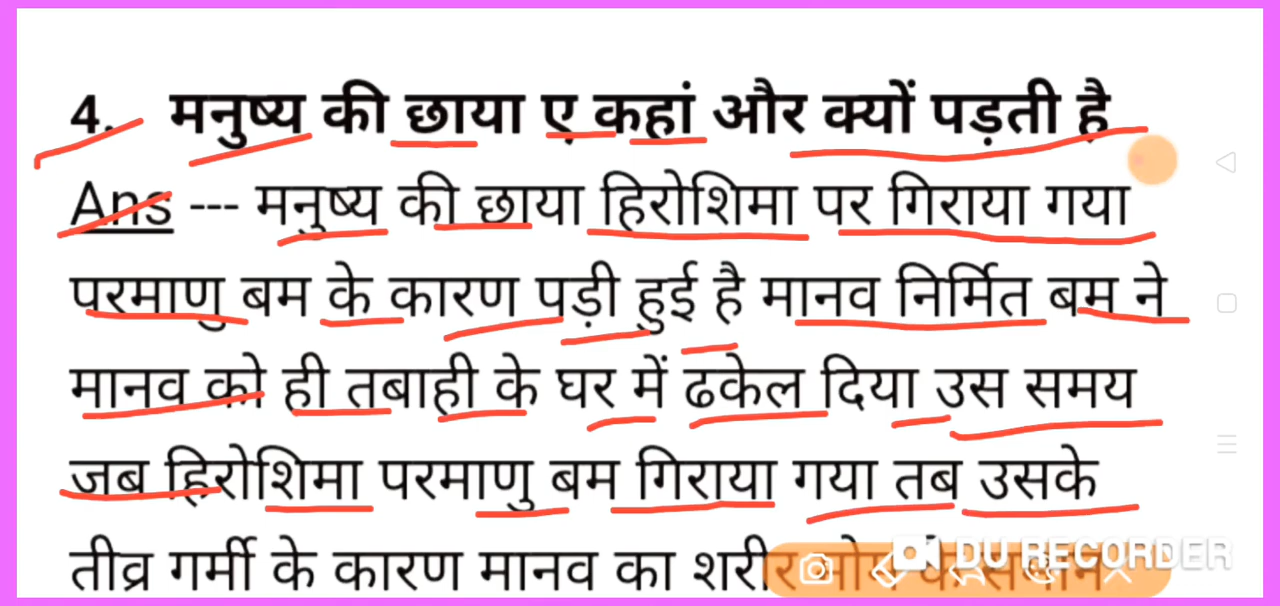 4. मनुष्य की छाया ए कहां और क्यों पड़ती है
Ans --- मनुष्य की छाया हिरोशिमा पर गिराया गया
परमाणु बम के कारण पड़ी हुई है मानव निर्मित बम ने
मानव को ही तबाही के घर में ढकेल दिया उस समय
जब हिरोशिमा परमाणु बम गिराया गया तब उसके
तीव्र गर्मी के कारण मानव का शरीर मोम के समान
DU RECORDER